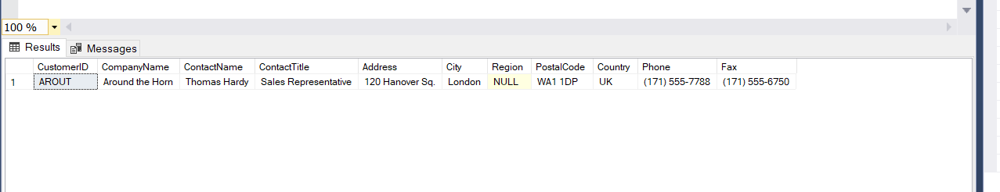 100 %
Results Messages
CustomerID CompanyName ContactName ContactTitle Address City Region PostalCode Country Phone Fax
1 AROUT Around the Horn Thomas Hardy Sales Representative 120 Hanover Sq. London NULL WA1 1DP UK (171) 555-7788 (171) 555-6750